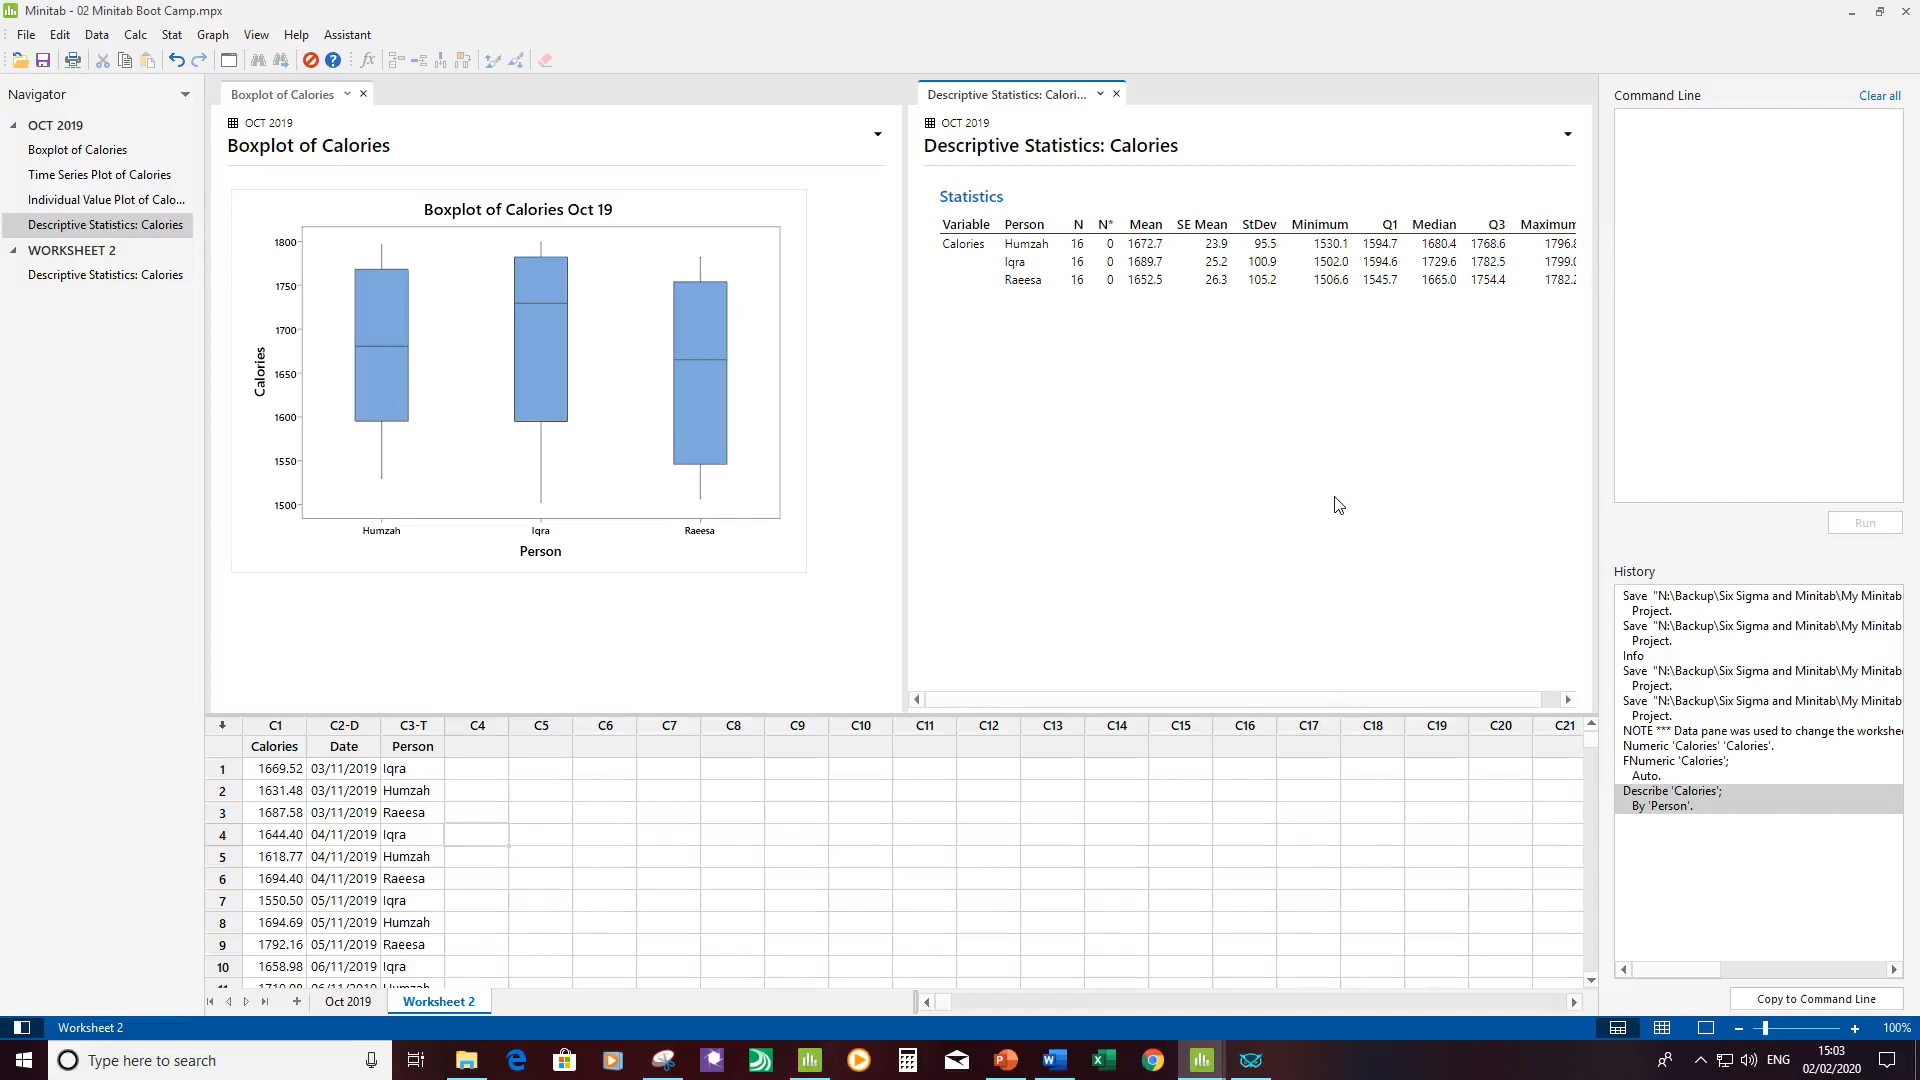 Minitab - 02 Minitab Boot Camp.mpx
File Edit Data Calc Stat Graph View Help Assistant
Navigator
OCT 2019
Boxplot of Calories
Time Series Plot of Calories
Individual Value Plot of Calo...
Descriptive Statistics: Calories
WORKSHEET 2
Descriptive Statistics: Calories
Boxplot of Calories
OCT 2019
Boxplot of Calories
Boxplot of Calories Oct 19
1800
1750
1700
1650
1600
1550
1500
Calories
Humzah Iqra Raeesa
Person
Descriptive Statistics: Calori...
OCT 2019
Descriptive Statistics: Calories
Statistics
Variable Person N N* Mean SE Mean StDev Minimum Q1 Median Q3 Maximum
Calories Humzah 16 0 1672.7 23.9 95.5 1530.1 1594.7 1680.4 1768.6 1796.8
Iqra 16 0 1689.7 25.2 100.9 1502.0 1594.6 1729.6 1782.5 1799.0
Raeesa 16 0 1652.5 26.3 105.2 1506.6 1545.7 1665.0 1754.4 1782.2
Command Line Clear all
Run
History
Save "N:\Backup\Six Sigma and Minitab\My Minitab
Project.
Save "N:\Backup\Six Sigma and Minitab\My Minitab
Project.
Info
Save "N:\Backup\Six Sigma and Minitab\My Minitab
Project.
Save "N:\Backup\Six Sigma and Minitab\My Minitab
Project.
NOTE *** Data pane was used to change the workshee
Numeric 'Calories' 'Calories'.
FNumeric 'Calories';
Auto.
Describe 'Calories';
By 'Person'.
Copy to Command Line
C1 C2-D C3-T C4 C5 C6 C7 C8 C9 C10 C11 C12 C13 C14 C15 C16 C17 C18 C19 C20 C21
Calories Date Person
1 1669.52 03/11/2019 Iqra
2 1631.48 03/11/2019 Humzah
3 1687.58 03/11/2019 Raeesa
4 1644.40 04/11/2019 Iqra
5 1618.77 04/11/2019 Humzah
6 1694.40 04/11/2019 Raeesa
7 1550.50 05/11/2019 Iqra
8 1694.69 05/11/2019 Humzah
9 1792.16 05/11/2019 Raeesa
10 1658.98 06/11/2019 Iqra
Oct 2019 Worksheet 2
Worksheet 2
100%
Type here to search
ENG
15:03
02/02/2020